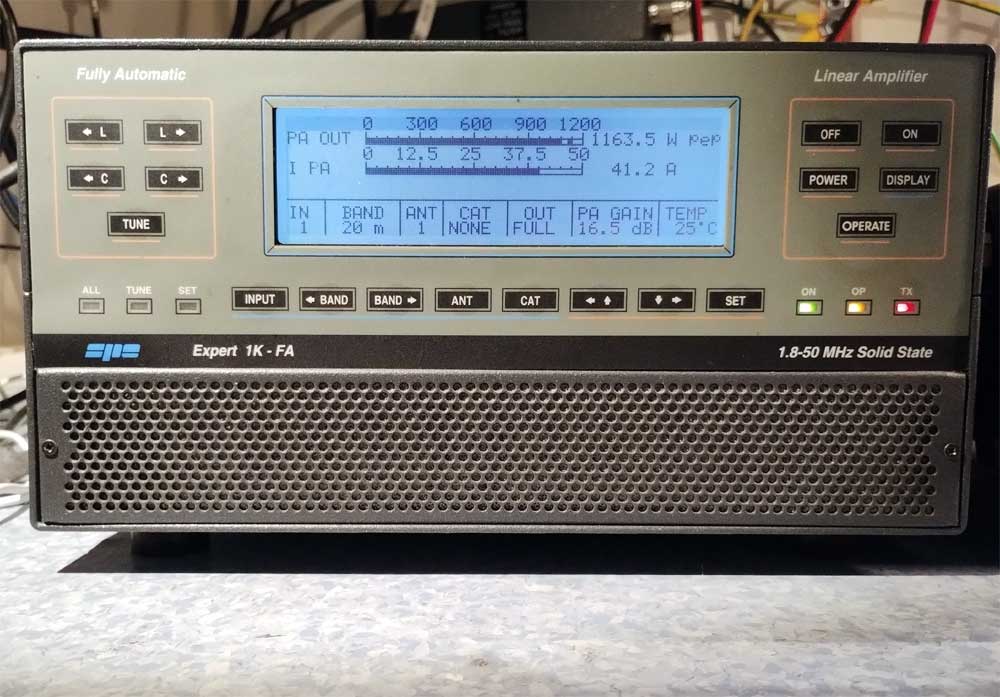 Fully Automatic
Linear Amplifier
← L
L →
← C
C →
TUNE
0 300 600 900 1200
PA OUT 1163.5 W pep
0 12.5 25 37.5 50
I PA 41.2 A
IN BAND ANT CAT OUT PA GAIN TEMP
1 20 m 1 NONE FULL 16.5 dB 25°C
OFF
ON
POWER
DISPLAY
OPERATE
ALL TUNE SET
INPUT ← BAND BAND → ANT CAT ← ↑ ↓ → SET
ON OP TX
spe Expert 1K - FA 1.8-50 MHz Solid State